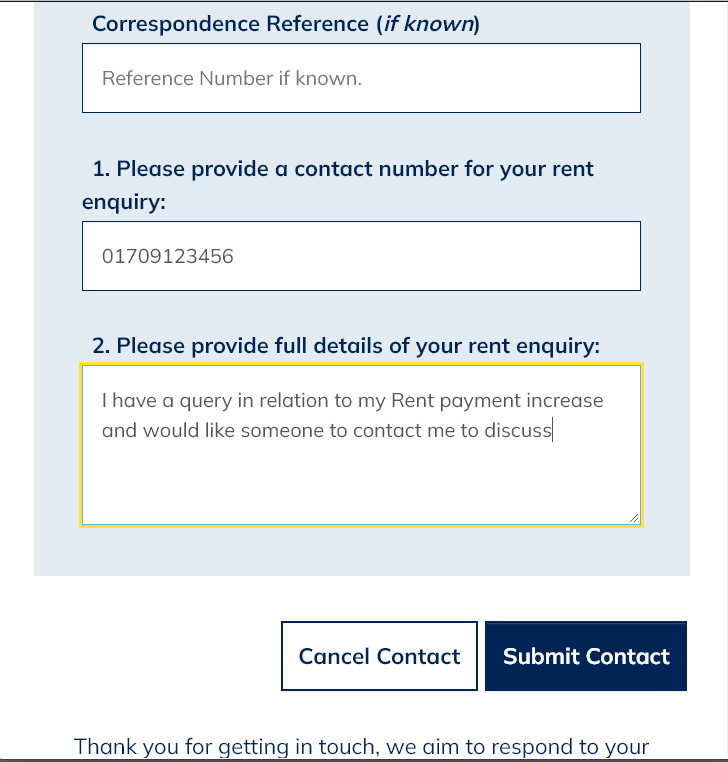 Correspondence Reference (if known)
Reference Number if known.
1. Please provide a contact number for your rent
enquiry:
01709123456
2. Please provide full details of your rent enquiry:
I have a query in relation to my Rent payment increase
and would like someone to contact me to discuss
Cancel Contact
Submit Contact
Thank you for getting in touch, we aim to respond to your